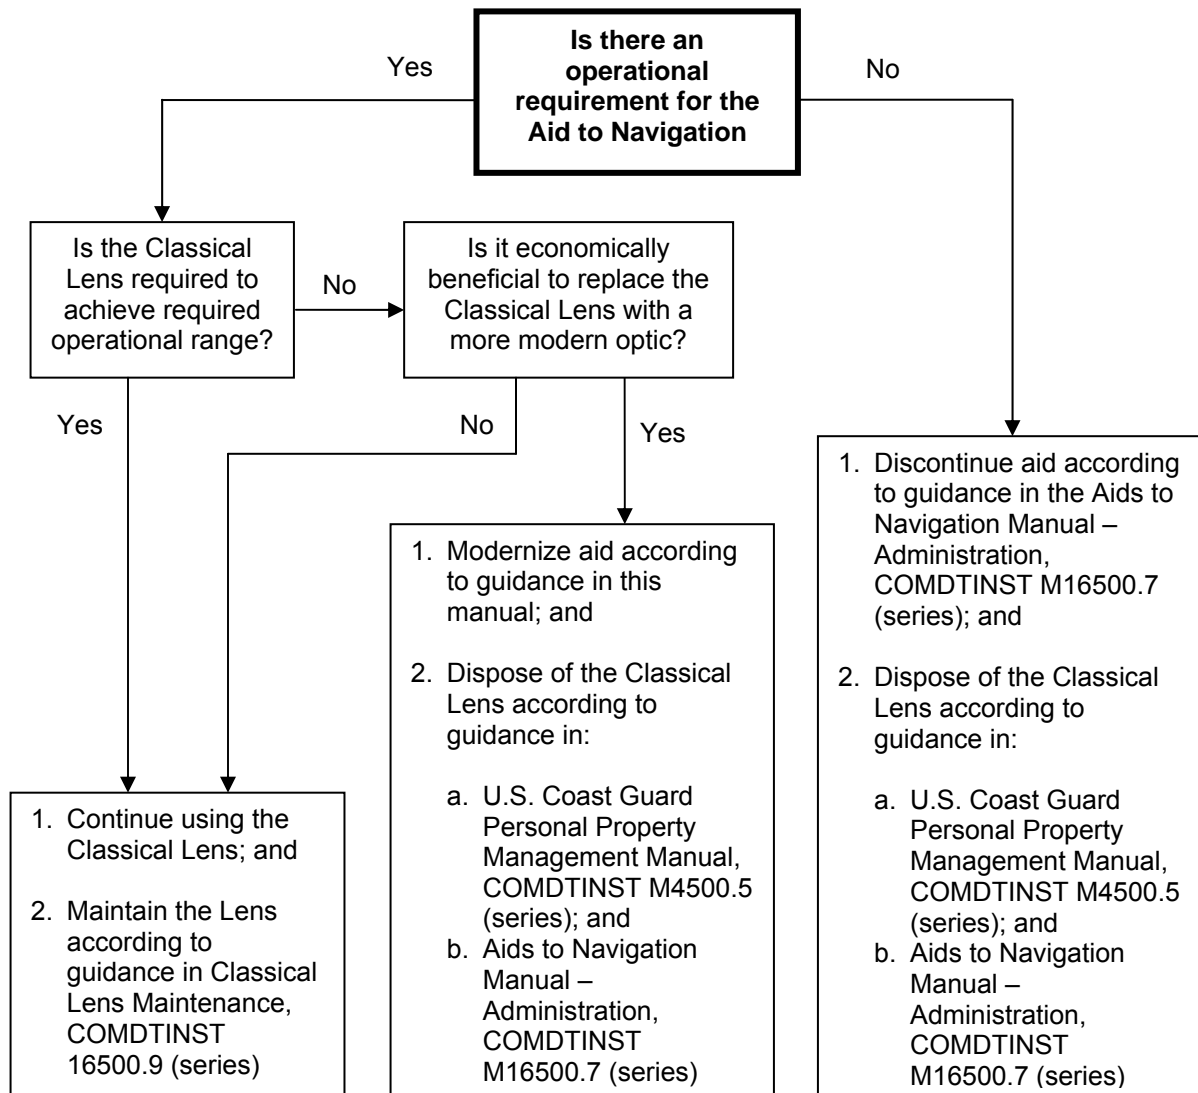 Is there an
operational
requirement for the
Aid to Navigation
Yes
No
Is the Classical
Lens required to
achieve required
operational range?
No
Is it economically
beneficial to replace the
Classical Lens with a
more modern optic?
Yes
No
Yes
1. Continue using the
Classical Lens; and
2. Maintain the Lens
according to
guidance in Classical
Lens Maintenance,
COMDTINST
16500.9 (series)
1. Modernize aid according
to guidance in this
manual; and
2. Dispose of the Classical
Lens according to
guidance in:
a. U.S. Coast Guard
Personal Property
Management Manual,
COMDTINST M4500.5
(series); and
b. Aids to Navigation
Manual –
Administration,
COMDTINST
M16500.7 (series)
1. Discontinue aid according
to guidance in the Aids to
Navigation Manual –
Administration,
COMDTINST M16500.7
(series); and
2. Dispose of the Classical
Lens according to
guidance in:
a. U.S. Coast Guard
Personal Property
Management Manual,
COMDTINST M4500.5
(series); and
b. Aids to Navigation
Manual –
Administration,
COMDTINST
M16500.7 (series)